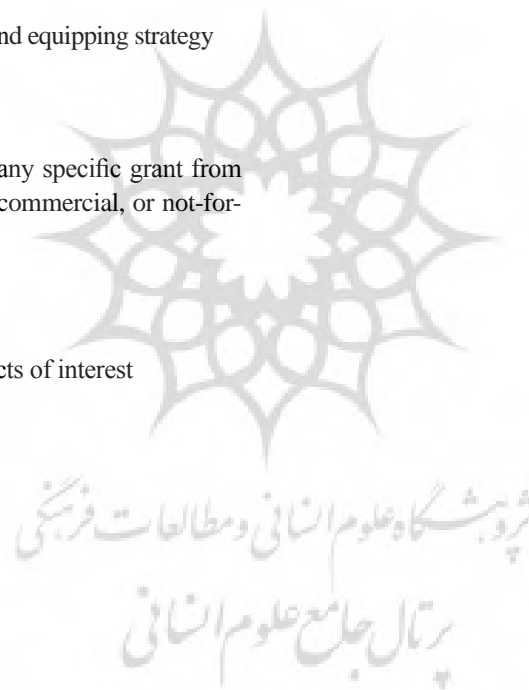 nd equipping strategy
any specific grant from
commercial, or not-for-
cts of interest
پژوهشگاه علوم انسانی و مطالعات فرهنگی
پرتال جامع علوم انسانی